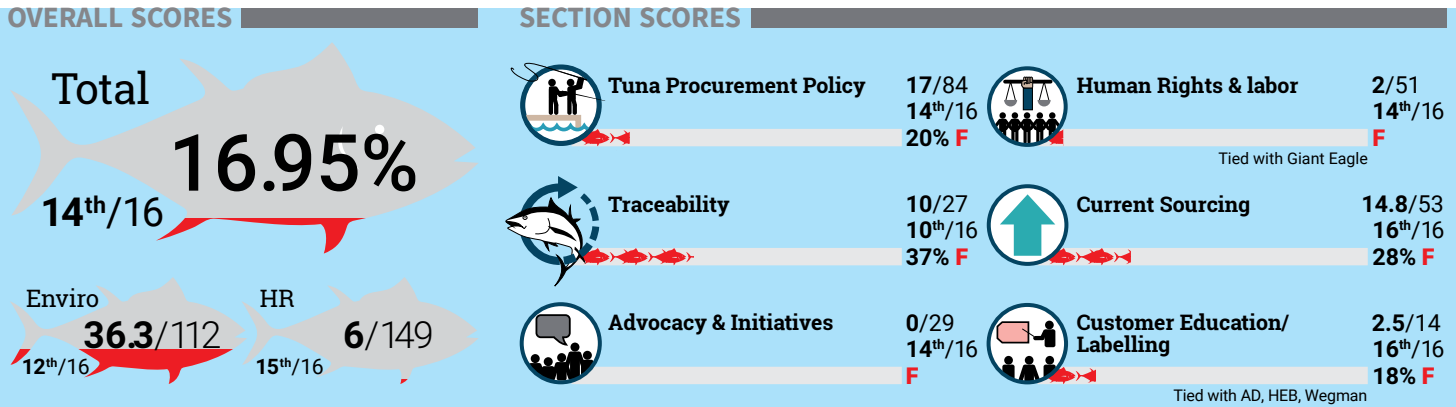 OVERALL SCORES
Total
16.95%
14th/16
Enviro
36.3/112
12th/16
HR
6/149
15th/16
SECTION SCORES
Tuna Procurement Policy
17/84
14th/16
20% F
Human Rights & labor
2/51
14th/16
F
Tied with Giant Eagle
Traceability
10/27
10th/16
37% F
Current Sourcing
14.8/53
16th/16
28% F
Advocacy & Initiatives
0/29
14th/16
F
Customer Education/
Labelling
2.5/14
16th/16
18% F
Tied with AD, HEB, Wegman